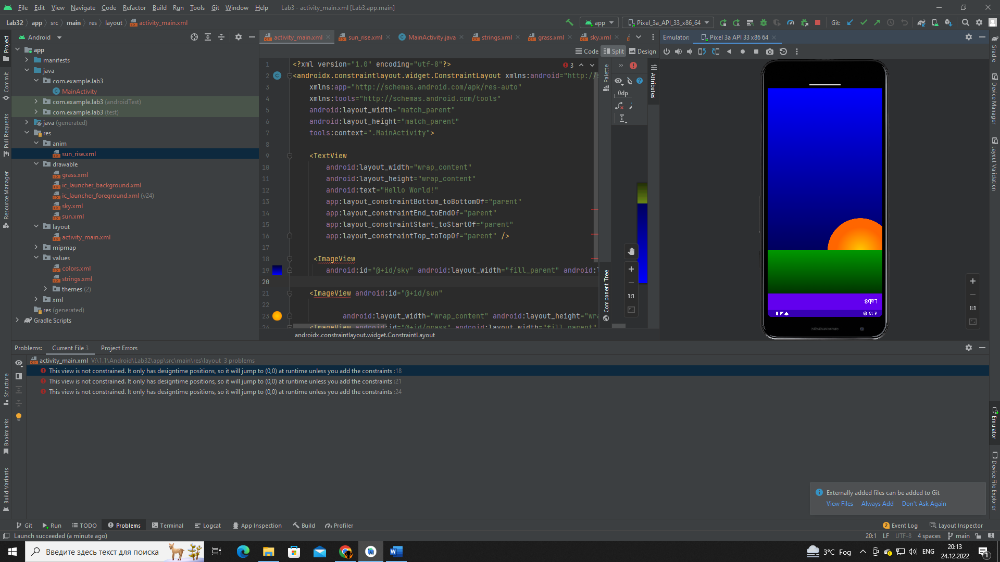 File Edit View Navigate Code Refactor Build Run Tools Git Window Help Lab3 - activity_main.xml [Lab3.app.main]
Lab32 app src main res layout activity_main.xml app Pixel_3a_API_33_x86_64 Git:
Project
Android
activity_main.xml sun_rise.xml MainActivity.java strings.xml grass.xml sky.xml
Emulator: Pixel 3a API 33 x86 64
Code Split Design
app
manifests
java
com.example.lab3
MainActivity
com.example.lab3 (androidTest)
com.example.lab3 (test)
java (generated)
res
anim
sun_rise.xml
drawable
grass.xml
ic_launcher_background.xml
ic_launcher_foreground.xml (v24)
sky.xml
sun.xml
layout
activity_main.xml
mipmap
values
colors.xml
strings.xml
themes (2)
xml
res (generated)
Gradle Scripts
Commit
Pull Requests
Resource Manager
Structure
Bookmarks
Build Variants
1 <?xml version="1.0" encoding="utf-8"?>
3
2 <androidx.constraintlayout.widget.ConstraintLayout xmlns:android="http://s
3 xmlns:app="http://schemas.android.com/apk/res-auto"
4 xmlns:tools="http://schemas.android.com/tools"
5 android:layout_width="match_parent"
6 android:layout_height="match_parent"
7 tools:context=".MainActivity">
8
9 <TextView
10 android:layout_width="wrap_content"
11 android:layout_height="wrap_content"
12 android:text="Hello World!"
13 app:layout_constraintBottom_toBottomOf="parent"
14 app:layout_constraintEnd_toEndOf="parent"
15 app:layout_constraintStart_toStartOf="parent"
16 app:layout_constraintTop_toTopOf="parent" />
17
18 <ImageView
19 android:id="@+id/sky" android:layout_width="fill_parent" android:l
20
21 <ImageView android:id="@+id/sun"
22
23 android:layout_width="wrap_content" android:layout_height="wra
24 <ImageView android:id="@+id/grass" android:layout_width="fill_parent"
androidx.constraintlayout.widget.ConstraintLayout
Palette
Component Tree
0dp
1:1
Attributes
Lab3
8:13
1:1
Gradle
Device Manager
Layout Validation
Emulator
Device File Explorer
Problems: Current File 3 Project Errors
activity_main.xml V:\1.1\Android\Lab32\app\src\main\res\layout 3 problems
This view is not constrained. It only has designtime positions, so it will jump to (0,0) at runtime unless you add the constraints :18
This view is not constrained. It only has designtime positions, so it will jump to (0,0) at runtime unless you add the constraints :21
This view is not constrained. It only has designtime positions, so it will jump to (0,0) at runtime unless you add the constraints :24
Externally added files can be added to Git
View Files Always Add Don't Ask Again
Git Run TODO Problems Terminal Logcat App Inspection Build Profiler 2 Event Log Layout Inspector
Launch succeeded (a minute ago) 20:1 LF UTF-8 4 spaces main
Введите здесь текст для поиска
3°C Fog ENG
20:13
24.12.2022
1